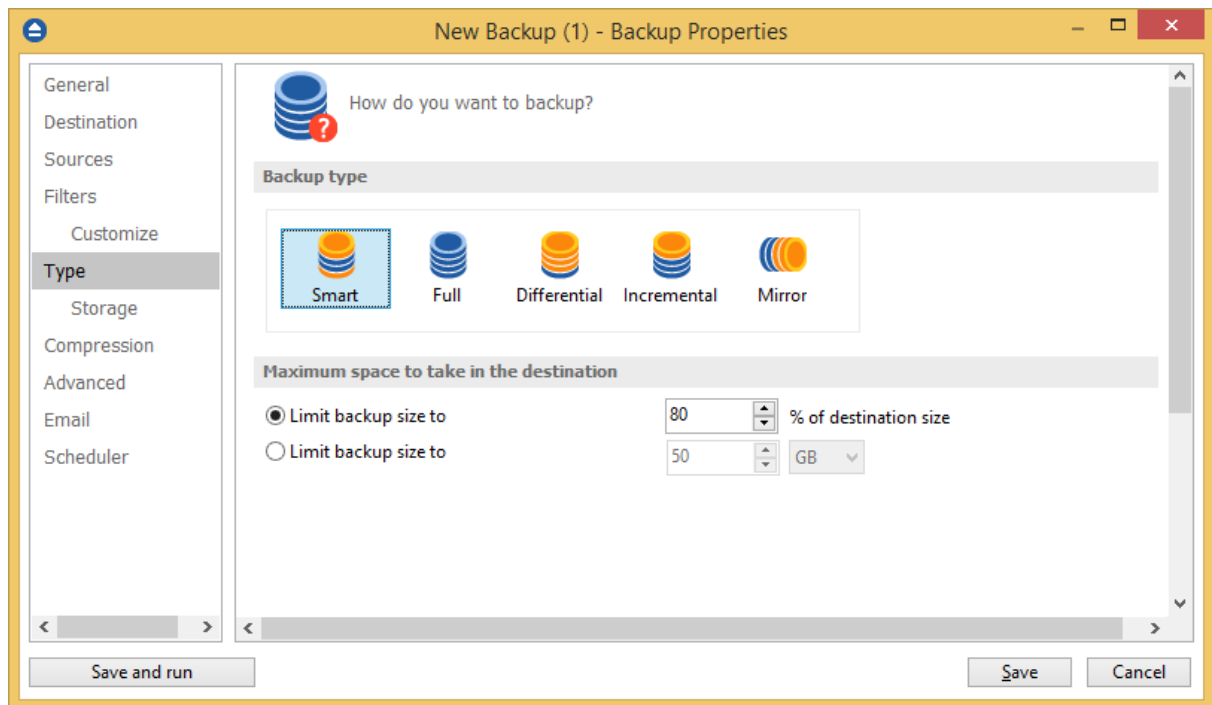 New Backup (1) - Backup Properties
General
Destination
Sources
Filters
Customize
Type
Storage
Compression
Advanced
Email
Scheduler
How do you want to backup?
Backup type
Smart Full Differential Incremental Mirror
Maximum space to take in the destination
Limit backup size to 80 % of destination size
Limit backup size to 50 GB
Save and run Save Cancel